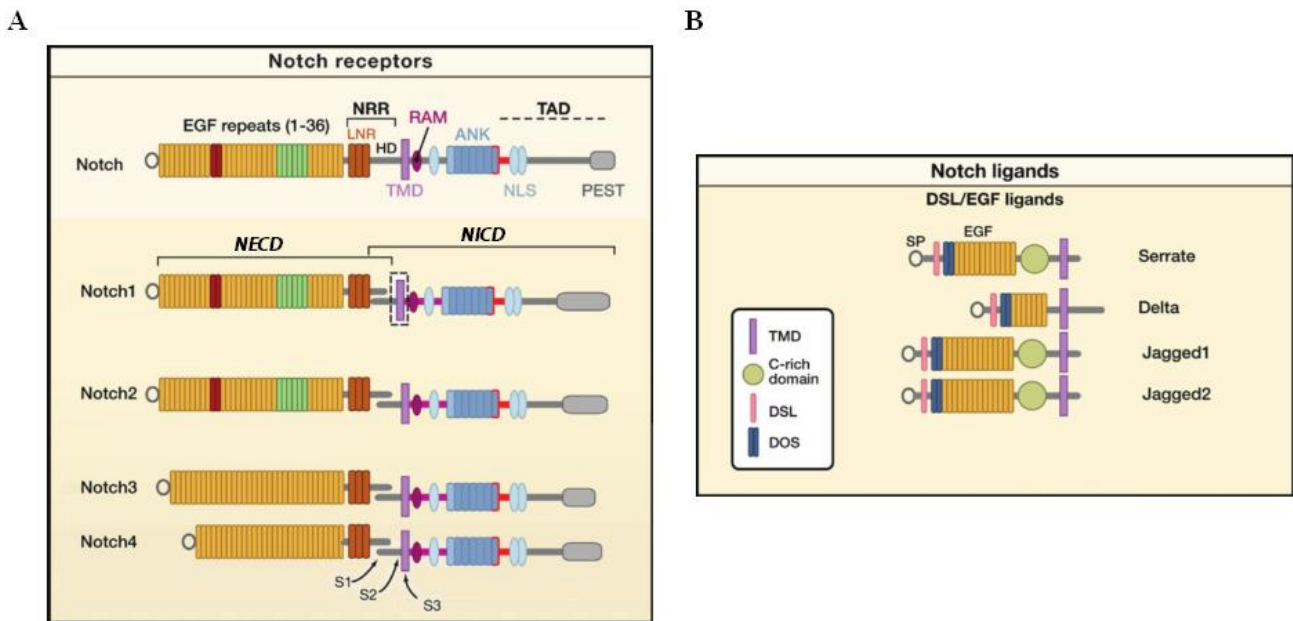 A
Notch receptors
EGF repeats (1-36)
NRR
LNR
HD
RAM
ANK
TAD
Notch
TMD
NLS
PEST
NECD
NICD
Notch1
Notch2
Notch3
Notch4
S1
S2
S3
B
Notch ligands
DSL/EGF ligands
SP
EGF
Serrate
Delta
Jagged1
Jagged2
TMD
C-rich
domain
DSL
DOS